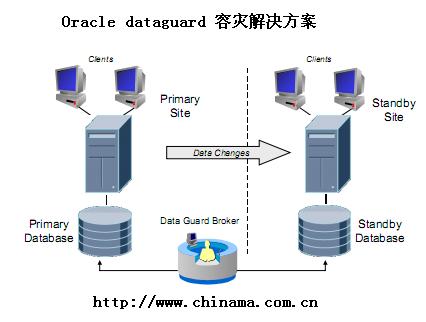 Oracle dataguard 容灾解决方案
Clients
Clients
Primary
Site
Standby
Site
Data Changes
Primary
Database
Data Guard Broker
Standby
Database
http://www.chinama.com.cn